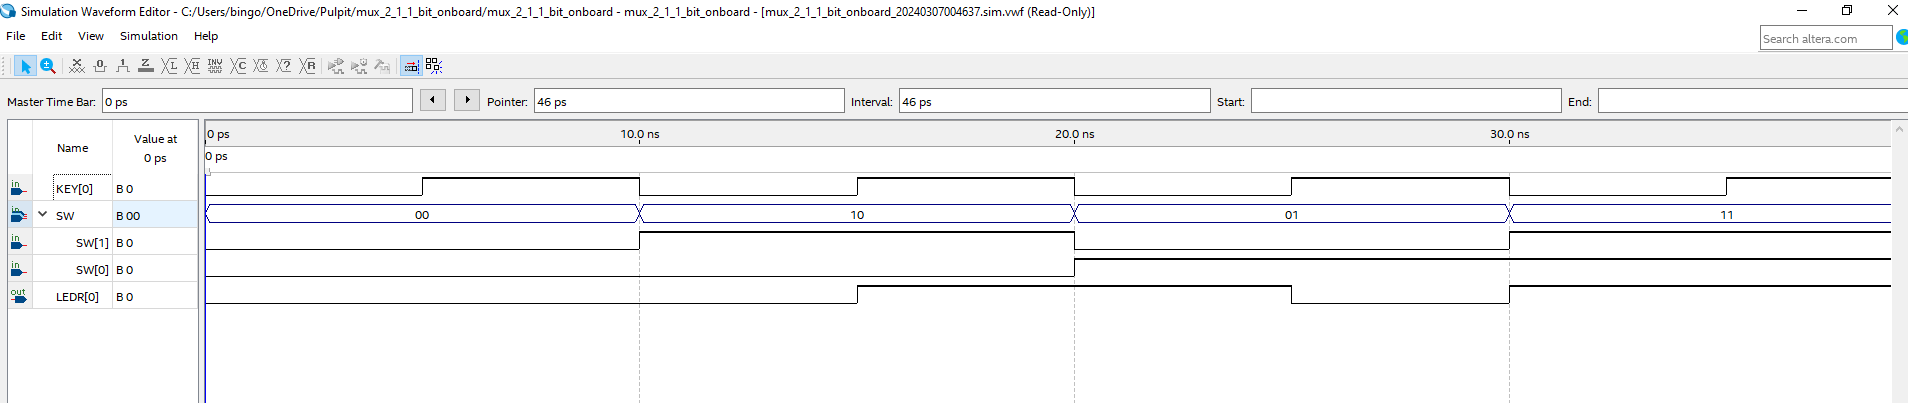 Simulation Waveform Editor - C:/Users/bingo/OneDrive/Pulpit/mux_2_1_1_bit_onboard/mux_2_1_1_bit_onboard - mux_2_1_1_bit_onboard - [mux_2_1_1_bit_onboard_20240307004637.sim.vwf (Read-Only)]
File Edit View Simulation Help
Search altera.com
Master Time Bar: 0 ps Pointer: 46 ps Interval: 46 ps Start: End:
Name Value at 0 ps
0 ps 10.0 ns 20.0 ns 30.0 ns
0 ps
in KEY[0] B 0
in SW B 00 00 10 01 11
in SW[1] B 0
in SW[0] B 0
out LEDR[0] B 0